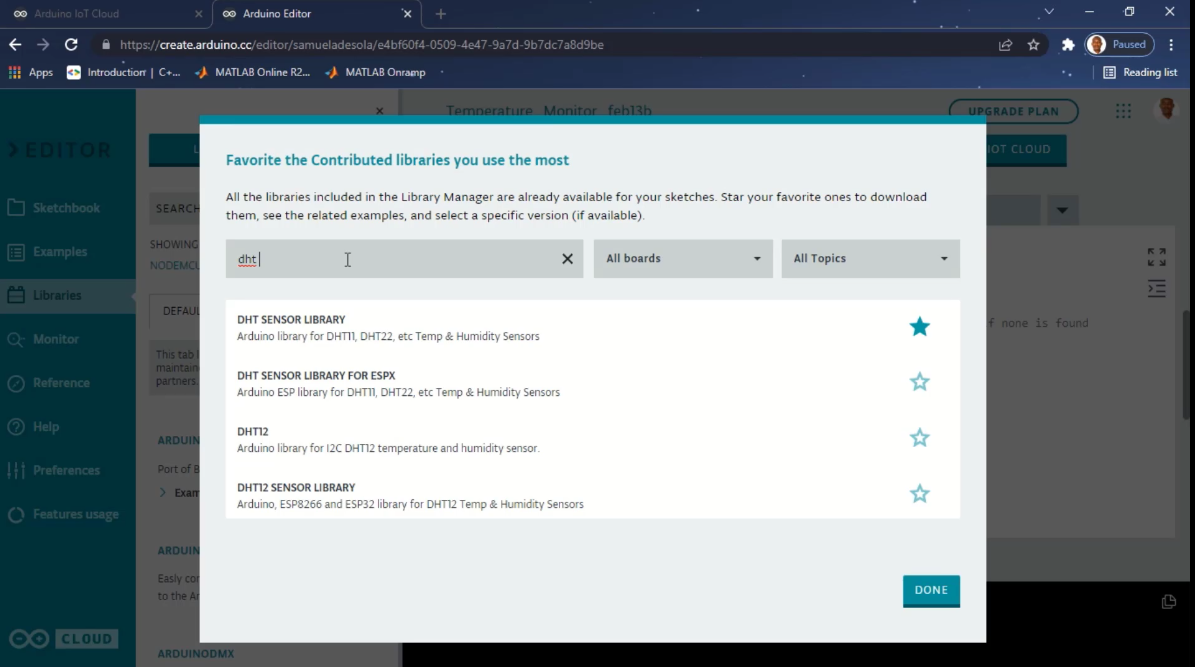 Arduino IoT Cloud
Arduino Editor
https://create.arduino.cc/editor/samueladesola/e4bf60f4-0509-4e47-9a7d-9b7dc7a8d9be
Paused
Apps
Introduction | C+...
MATLAB Online R2...
MATLAB Onramp
Reading list
Temperature_Monitor_feb13b
UPGRADE PLAN
EDITOR
IOT CLOUD
Sketchbook
Examples
Libraries
Monitor
Reference
Help
Preferences
Features usage
CLOUD
SEARCH
SHOWING
NODEMCU
DEFAUL
This tab l
maintain
partners.
ARDUIN
Port of B
Exam
ARDUIN
Easly con
to the Ar
ARDUINODMX
Favorite the Contributed libraries you use the most
All the libraries included in the Library Manager are already available for your sketches. Star your favorite ones to download
them, see the related examples, and select a specific version (if available).
dht
All boards
All Topics
DHT SENSOR LIBRARY
Arduino library for DHT11, DHT22, etc Temp & Humidity Sensors
DHT SENSOR LIBRARY FOR ESPX
Arduino ESP library for DHT11, DHT22, etc Temp & Humidity Sensors
DHT12
Arduino library for I2C DHT12 temperature and humidity sensor.
DHT12 SENSOR LIBRARY
Arduino, ESP8266 and ESP32 library for DHT12 Temp & Humidity Sensors
DONE
f none is found